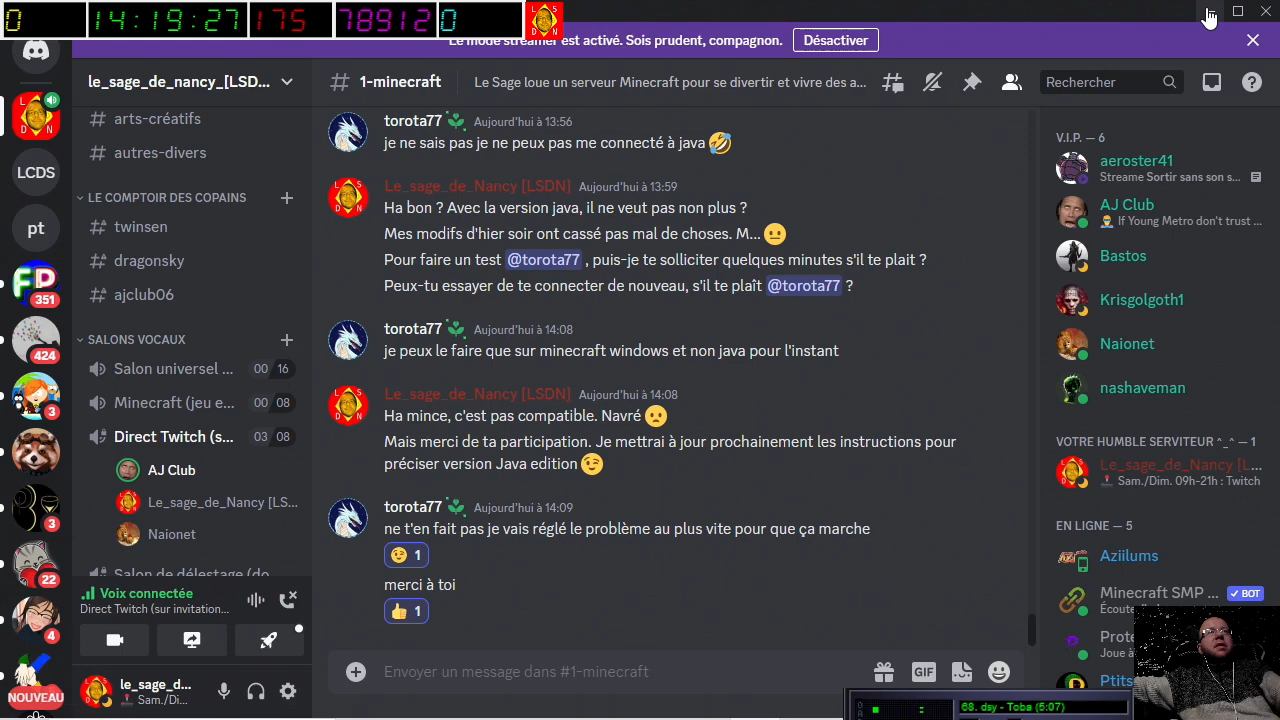 0
14:19:27
175
78912
0
L S
D N
Le mode streamer est activé. Sois prudent, compagnon.
Désactiver
le_sage_de_nancy_[LSD...
1-minecraft
Le Sage loue un serveur Minecraft pour se divertir et vivre des a...
Rechercher
LCDS
pt
351
424
3
3
22
4
NOUVEAU
# arts-créatifs
# autres-divers
LE COMPTOIR DES COPAINS
# twinsen
# dragonsky
# ajclub06
SALONS VOCAUX
Salon universel ... 00 16
Minecraft (jeu e... 00 08
Direct Twitch (s... 03 08
AJ Club
Le_sage_de_Nancy [LS...
Naionet
Salon de délestage (do
Voix connectée
Direct Twitch (sur invitation...
le_sage_d...
Sam./Di...
torota77 Aujourd'hui à 13:56
je ne sais pas je ne peux pas me connecté à java 🤣
Le_sage_de_Nancy [LSDN] Aujourd'hui à 13:59
Ha bon ? Avec la version java, il ne veut pas non plus ?
Mes modifs d'hier soir ont cassé pas mal de choses. M... 😐
Pour faire un test @torota77 , puis-je te solliciter quelques minutes s'il te plait ?
Peux-tu essayer de te connecter de nouveau, s'il te plaît @torota77 ?
torota77 Aujourd'hui à 14:08
je peux le faire que sur minecraft windows et non java pour l'instant
Le_sage_de_Nancy [LSDN] Aujourd'hui à 14:08
Ha mince, c'est pas compatible. Navré 🙁
Mais merci de ta participation. Je mettrai à jour prochainement les instructions pour
préciser version Java edition 😉
torota77 Aujourd'hui à 14:09
ne t'en fait pas je vais réglé le problème au plus vite pour que ça marche
😉 1
merci à toi
👍 1
Envoyer un message dans #1-minecraft
GIF
V.I.P. — 6
aeroster41
Streame Sortir sans son s...
AJ Club
If Young Metro don't trust ...
Bastos
Krisgolgoth1
Naionet
nashaveman
VOTRE HUMBLE SERVITEUR ^_^ — 1
Le_sage_de_Nancy [L...
Sam./Dim. 09h-21h : Twitch
EN LIGNE — 5
Aziilums
Minecraft SMP ... ✓ BOT
Écoute
Prote
Joue à
Ptits
68. dsy - Toba (5:07)